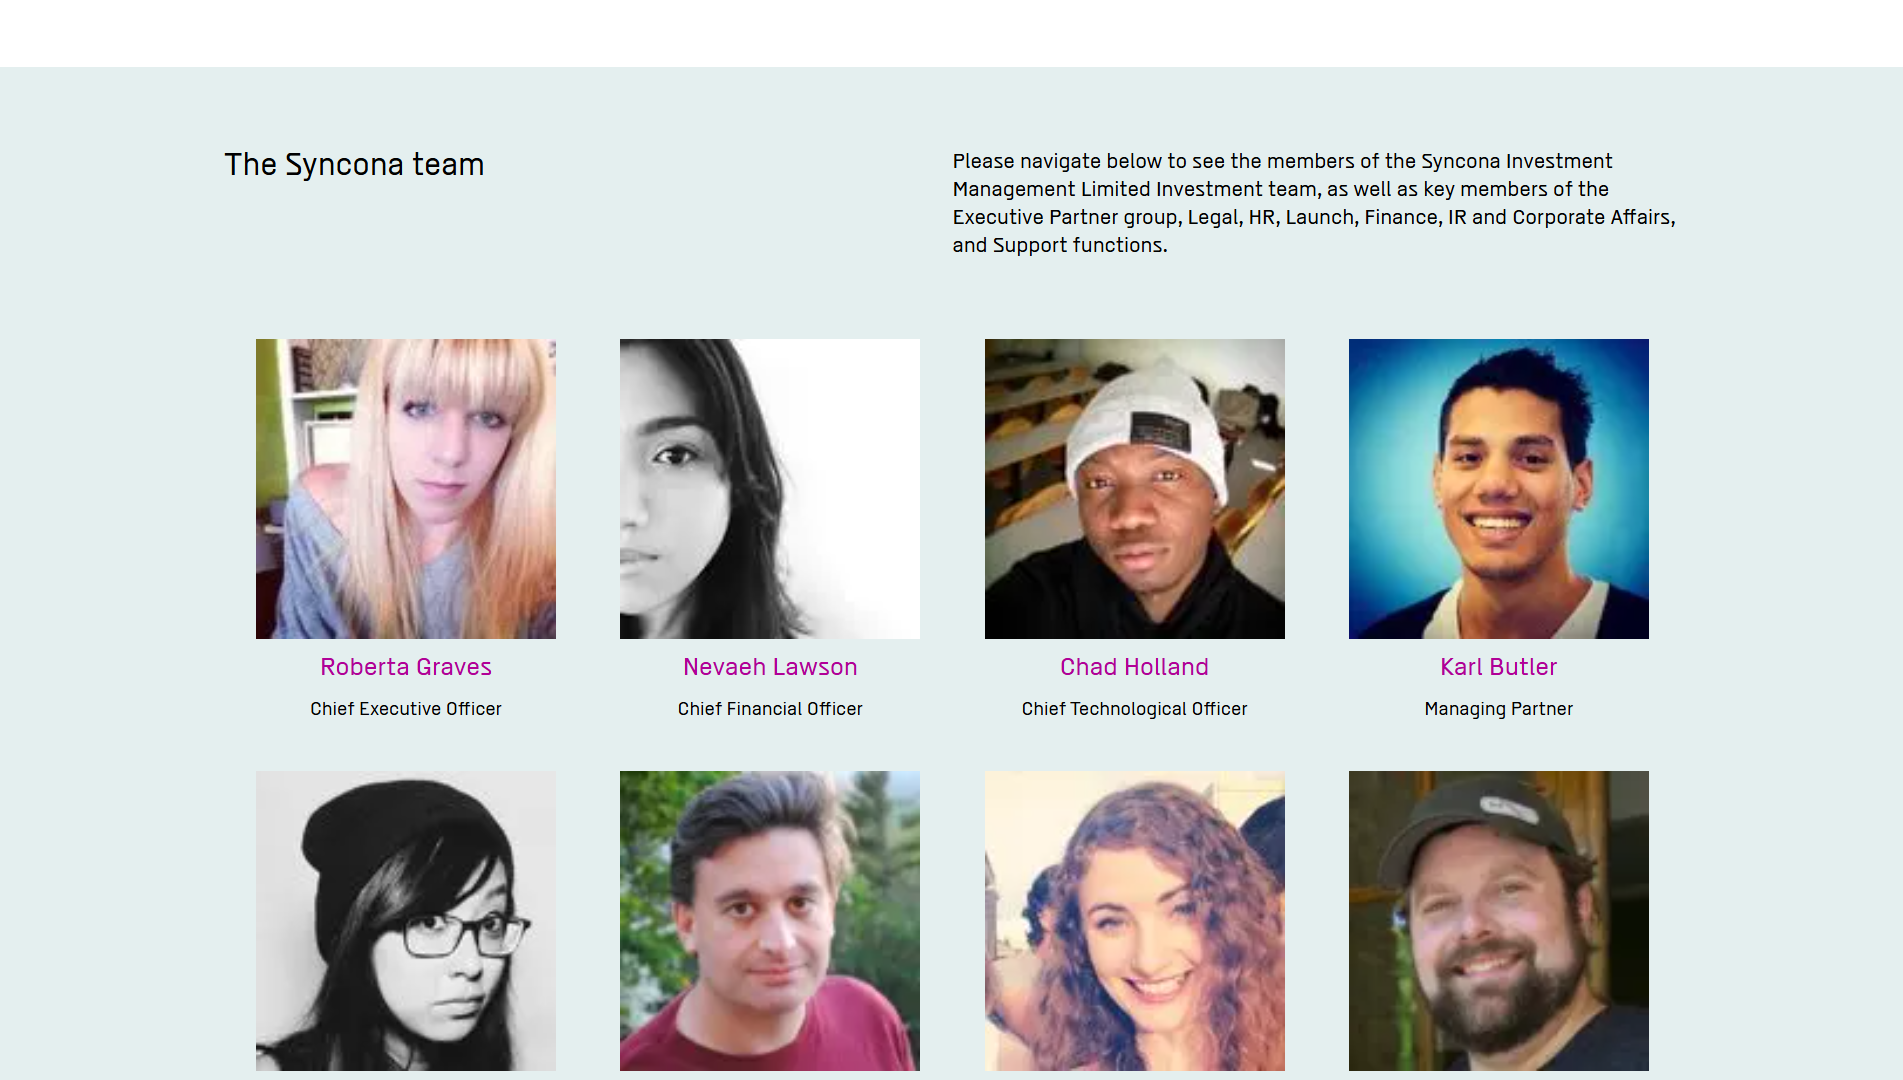 The Syncona team
Please navigate below to see the members of the Syncona Investment
Management Limited Investment team, as well as key members of the
Executive Partner group, Legal, HR, Launch, Finance, IR and Corporate Affairs,
and Support functions.
Roberta Graves
Nevaeh Lawson
Chad Holland
Karl Butler
Chief Executive Officer
Chief Financial Officer
Chief Technological Officer
Managing Partner